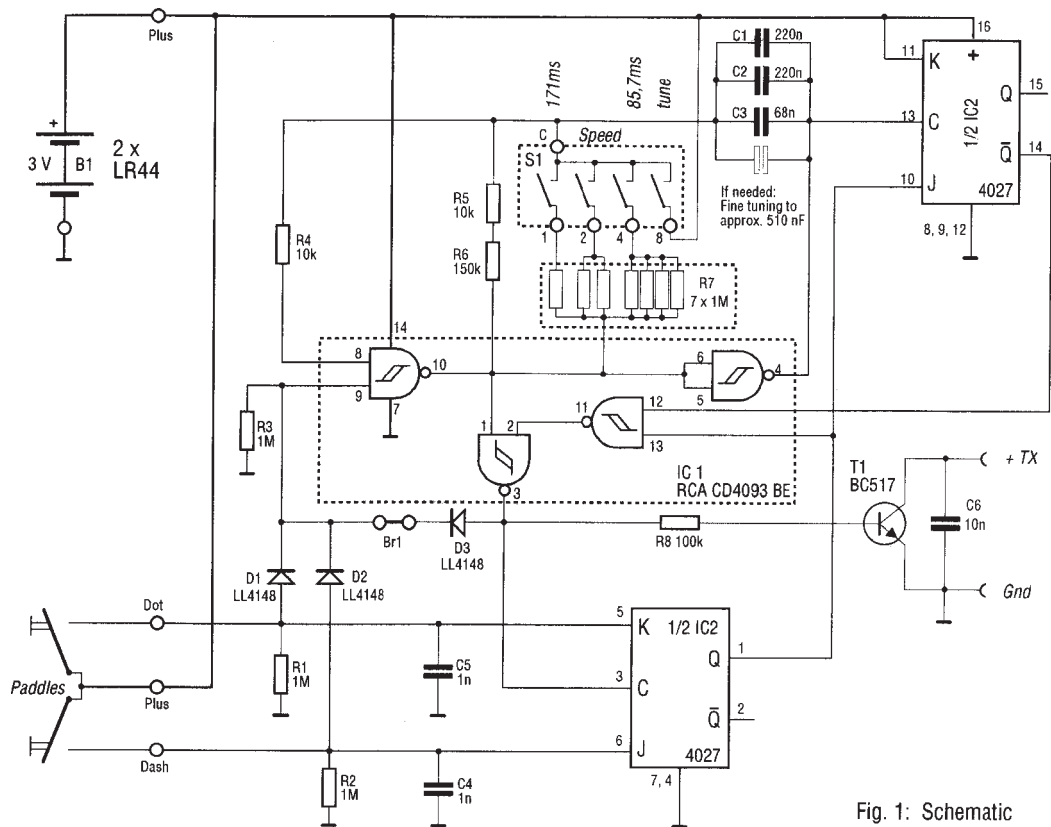 Plus
+
3 V B1
2 x
LR44
171ms
85,7ms
tune
C
Speed
S1
1 2 4 8
C1 220n
C2 220n
C3 68n
If needed:
Fine tuning to
approx. 510 nF
R4
10k
R5
10k
R6
150k
R7
7 x 1M
16
+
11 K
13 C
10 J
Q 15
Q 14
1/2 IC2
4027
8, 9, 12
14
8
9
10
7
R3
1M
6
5
4
11
12
13
1 2
3
IC 1
RCA CD4093 BE
Br1
D3
LL4148
R8 100k
T1
BC517
+ TX
C6
10n
Gnd
D1
LL4148
D2
LL4148
Dot
Paddles
Plus
Dash
R1
1M
R2
1M
C5
1n
C4
1n
5 K
3 C
6 J
1/2 IC2
Q 1
Q 2
4027
7, 4
Fig. 1: Schematic